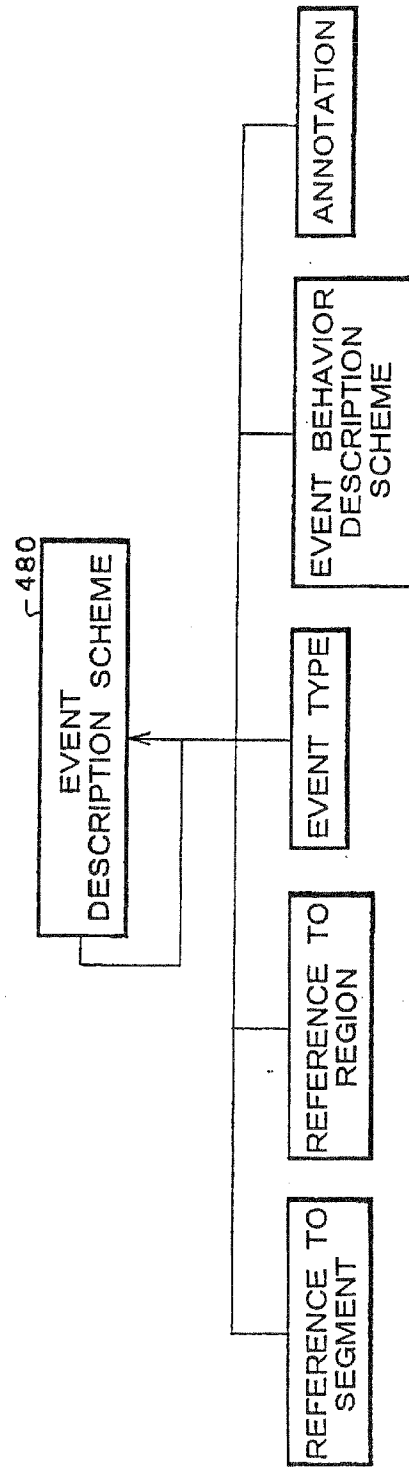 480
EVENT
DESCRIPTION SCHEME
REFERENCE TO
SEGMENT
REFERENCE TO
REGION
EVENT TYPE
EVENT BEHAVIOR
DESCRIPTION
SCHEME
ANNOTATION